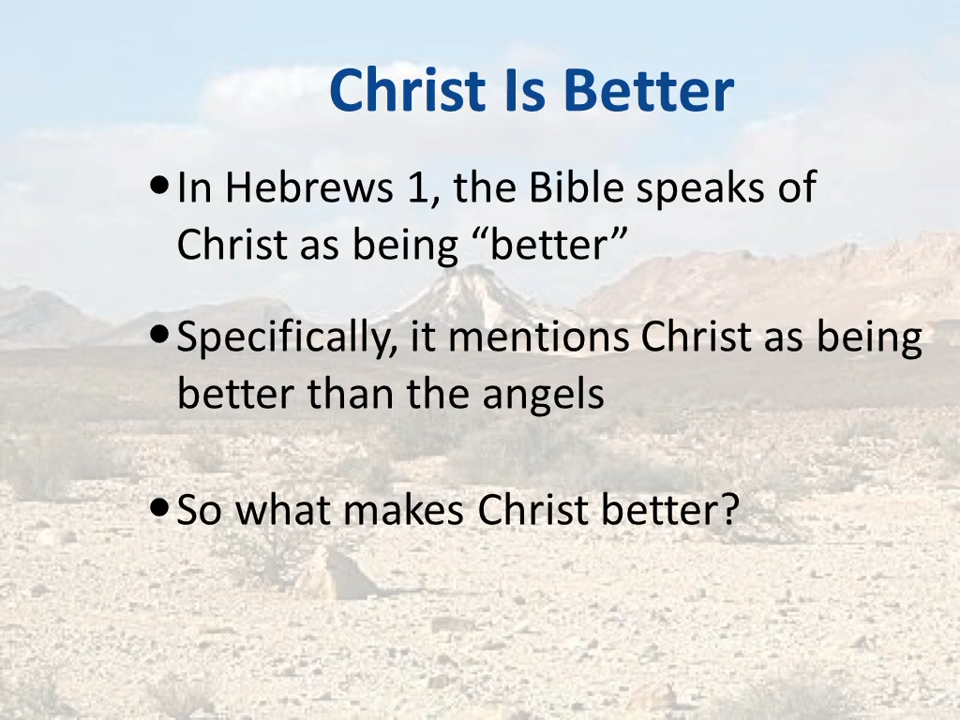 Christ Is Better
• In Hebrews 1, the Bible speaks of
Christ as being “better”
• Specifically, it mentions Christ as being
better than the angels
• So what makes Christ better?